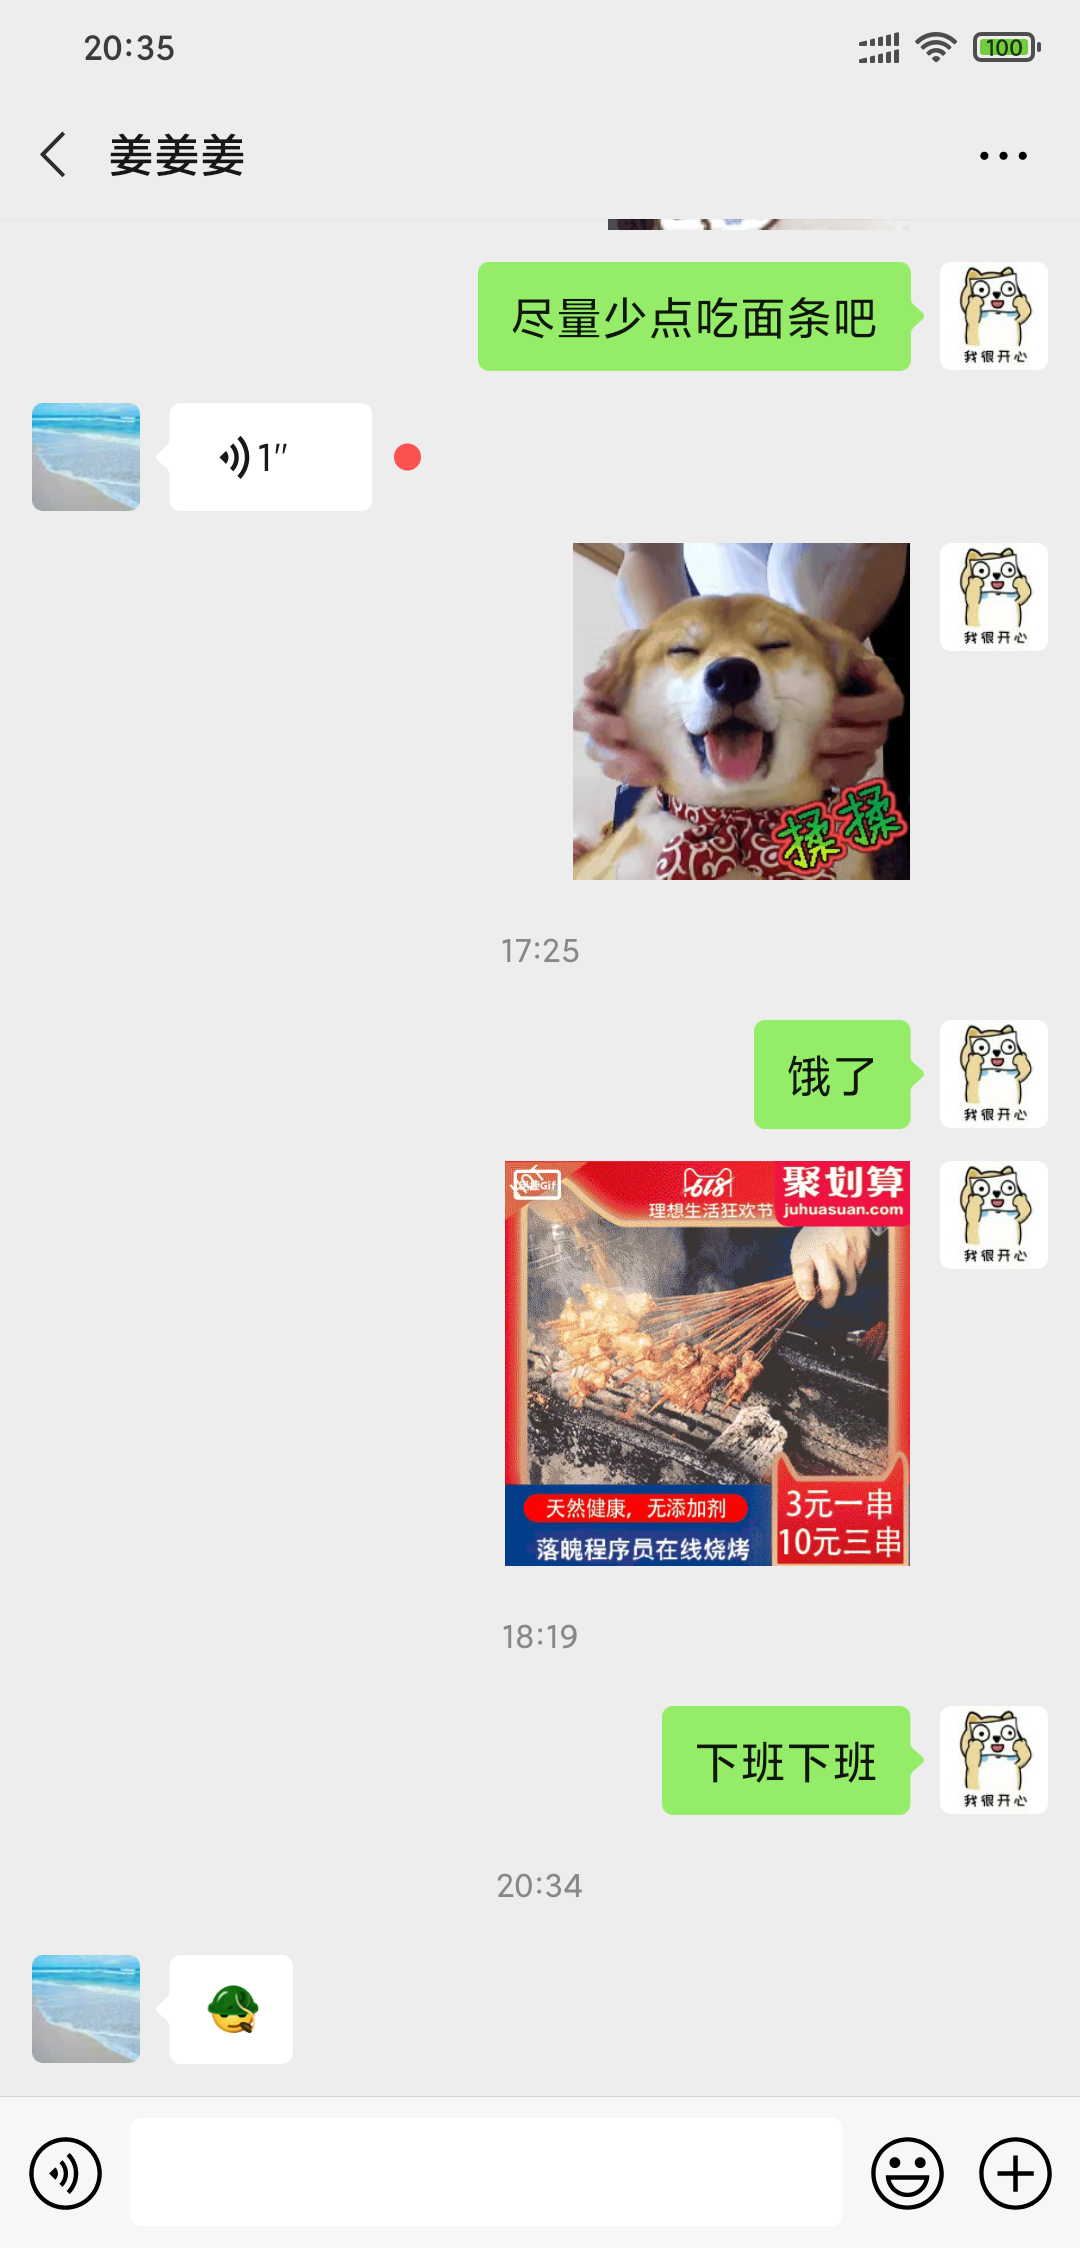 20:35
100
姜姜姜
尽量少点吃面条吧
我很开心
1"
我很开心
揉揉
17:25
饿了
我很开心
618
聚划算
理想生活狂欢节
juhuasuan.com
我很开心
3元一串
天然健康，无添加剂
10元三串
落魄程序员在线烧烤
18:19
下班下班
我很开心
20:34